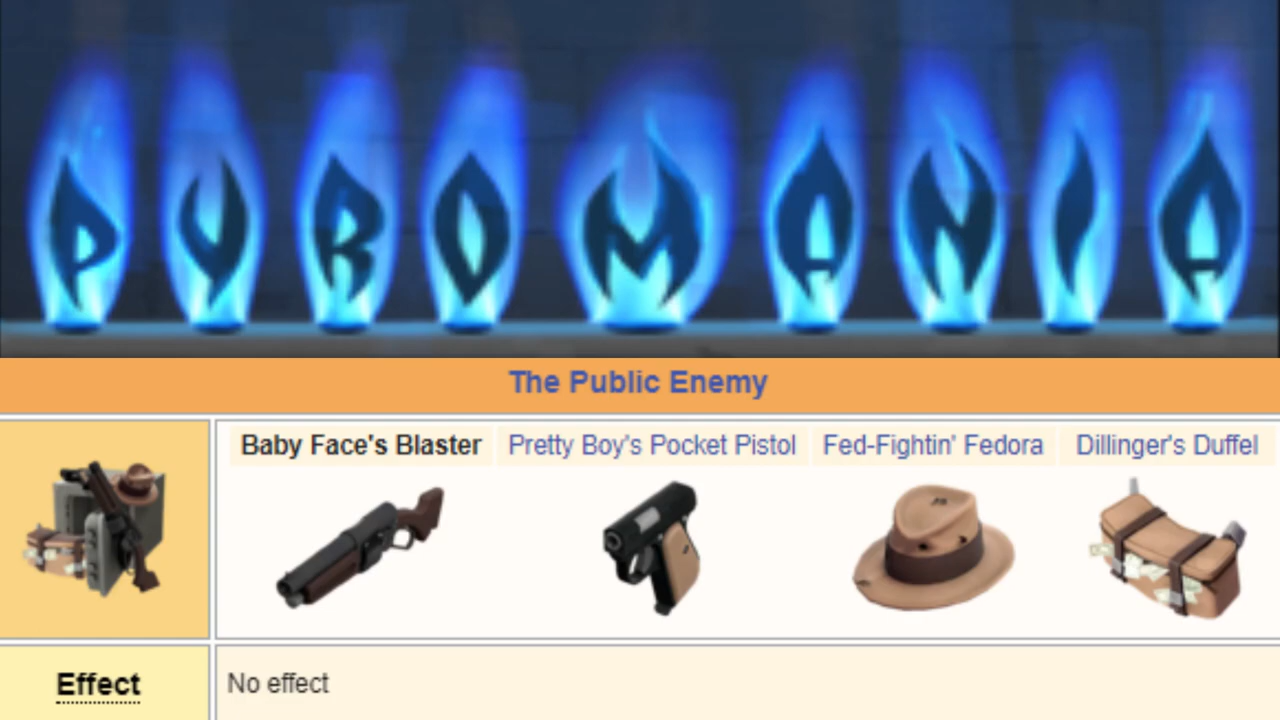 PYROMANIA
The Public Enemy
Baby Face's Blaster Pretty Boy's Pocket Pistol Fed-Fightin' Fedora Dillinger's Duffel
Effect No effect